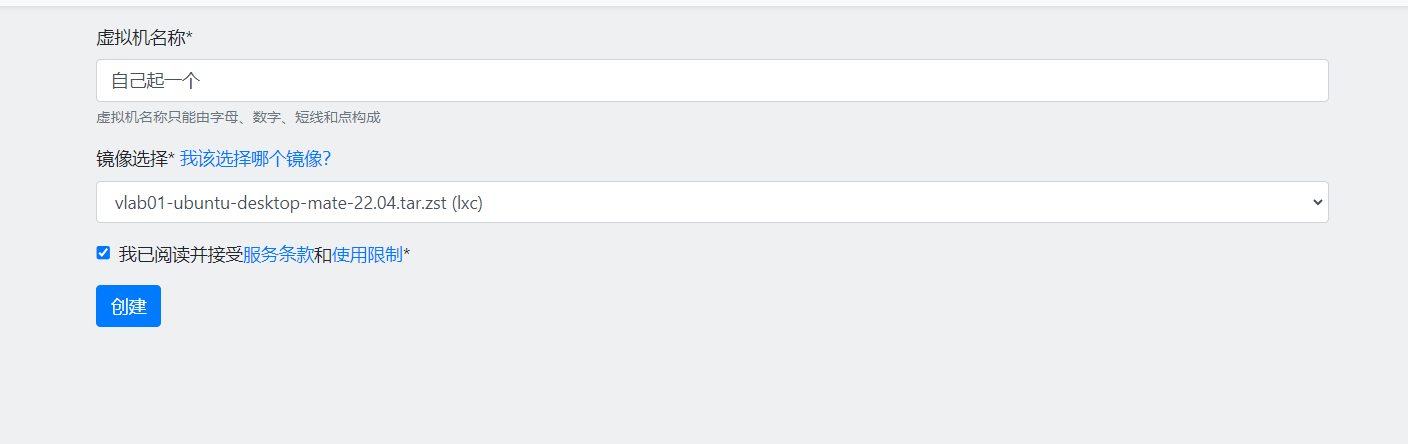 虚拟机名称*
自己起一个
虚拟机名称只能由字母、数字、短线和点构成
镜像选择* 我该选择哪个镜像?
vlab01-ubuntu-desktop-mate-22.04.tar.zst (lxc)
我已阅读并接受服务条款和使用限制*
创建